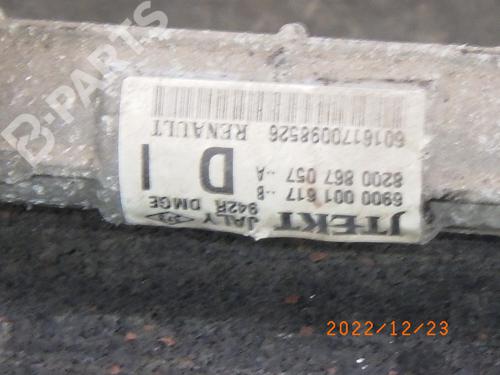 B-PARTS
JTEKT
JALY DMGE
942R
6900 001 617 --B
8200 867 057 --A
D I
RENAULT
6016170098526
2022/12/23